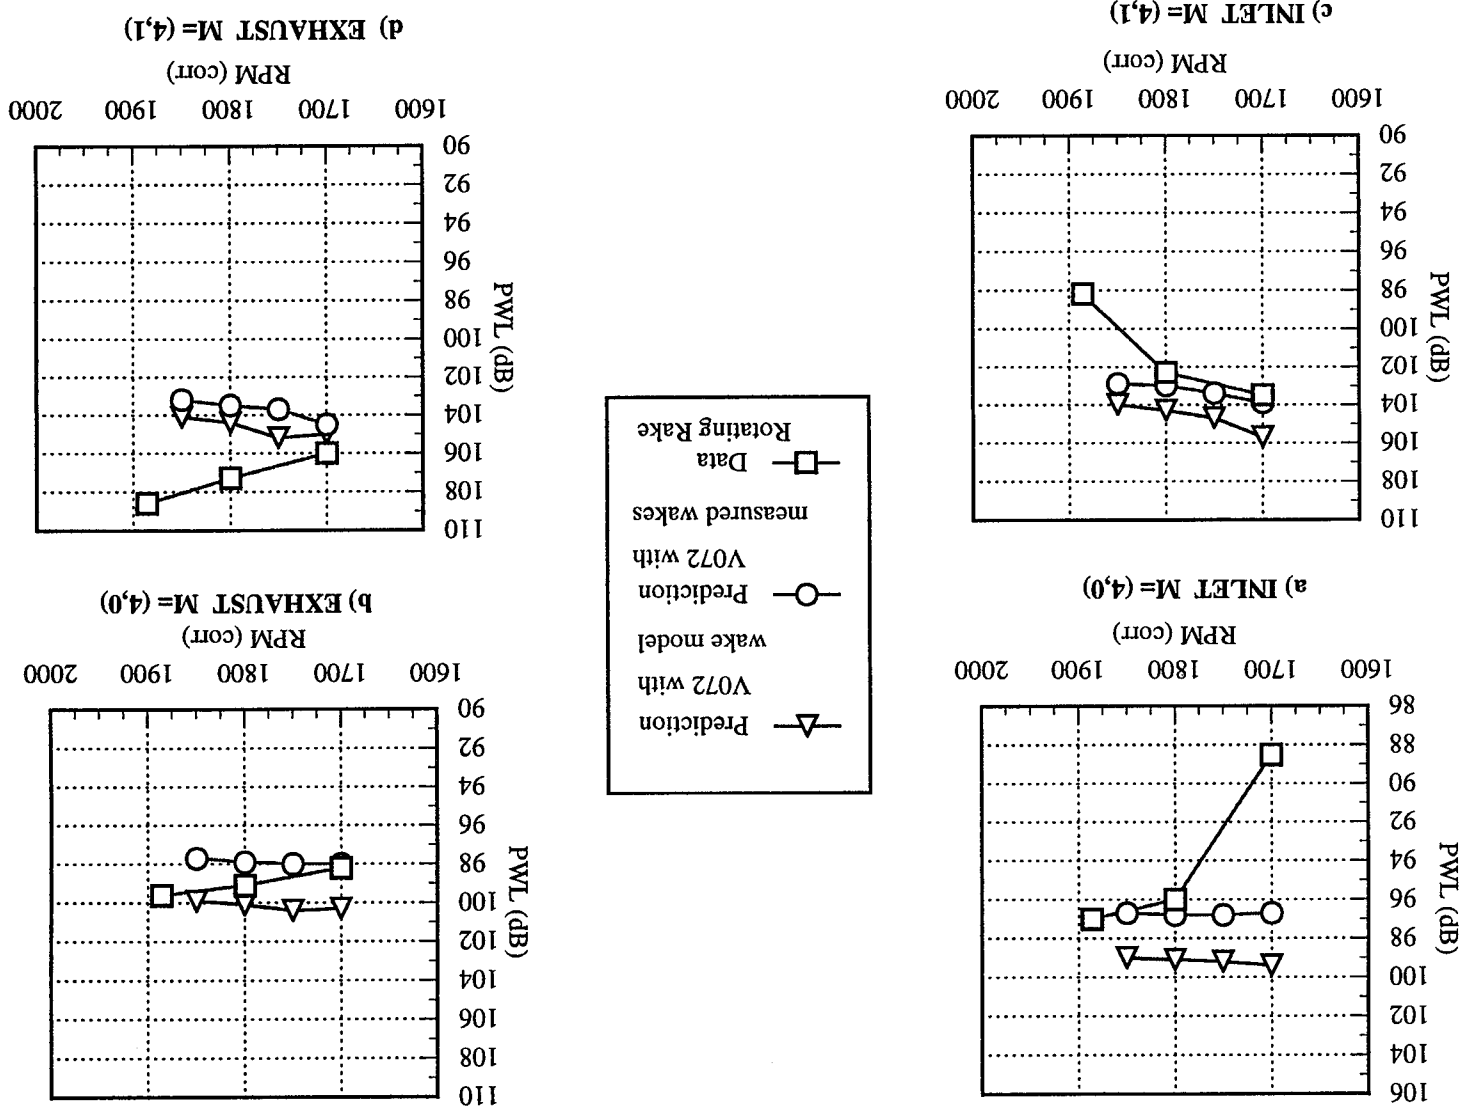 106
104
102
100
98
96
94
92
90
88
86
PWL (dB)
1600 1700 1800 1900 2000
RPM (corr)
a) INLET M= (4,0)
110
108
106
104
102
100
98
96
94
92
90
PWL (dB)
1600 1700 1800 1900 2000
RPM (corr)
b) EXHAUST M= (4,0)
Prediction
V072 with
wake model
Prediction
V072 with
measured wakes
Data
Rotating Rake
110
108
106
104
102
100
98
96
94
92
90
PWL (dB)
1600 1700 1800 1900 2000
RPM (corr)
c) INLET M= (4,1)
110
108
106
104
102
100
98
96
94
92
90
PWL (dB)
1600 1700 1800 1900 2000
RPM (corr)
d) EXHAUST M= (4,1)